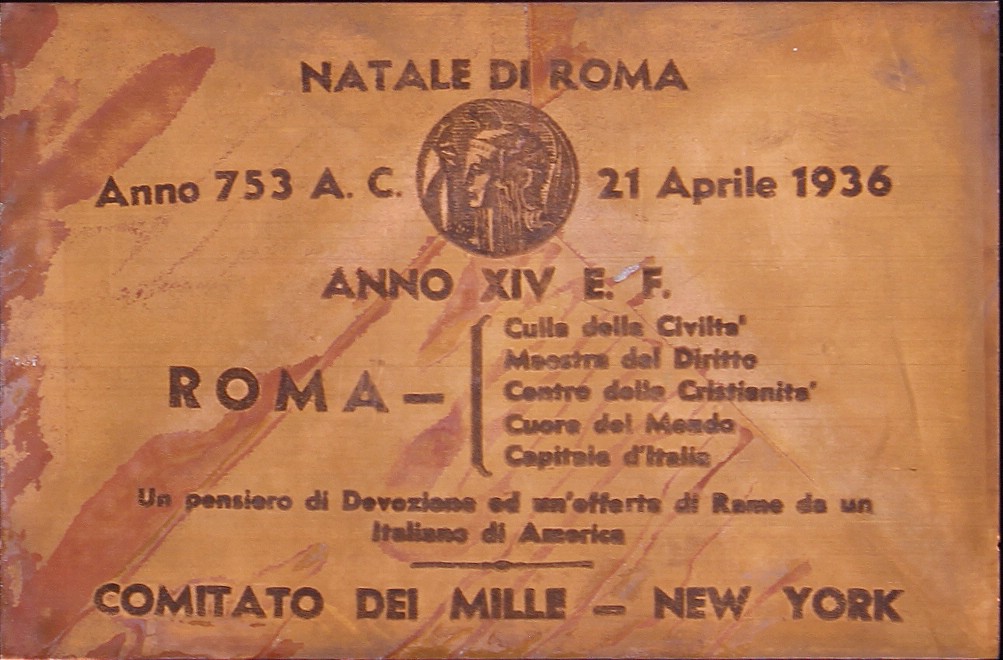 NATALE DI ROMA
Anno 753 A. C. 21 Aprile 1936
ANNO XIV E. F.
ROMA —
Culla della Civilta'
Maestra del Diritto
Centro della Cristianita'
Cuore del Mondo
Capitale d'Italia
Un pensiero di Devozione ed un'offerta di Rame da un
Italiano di America
COMITATO DEI MILLE — NEW YORK